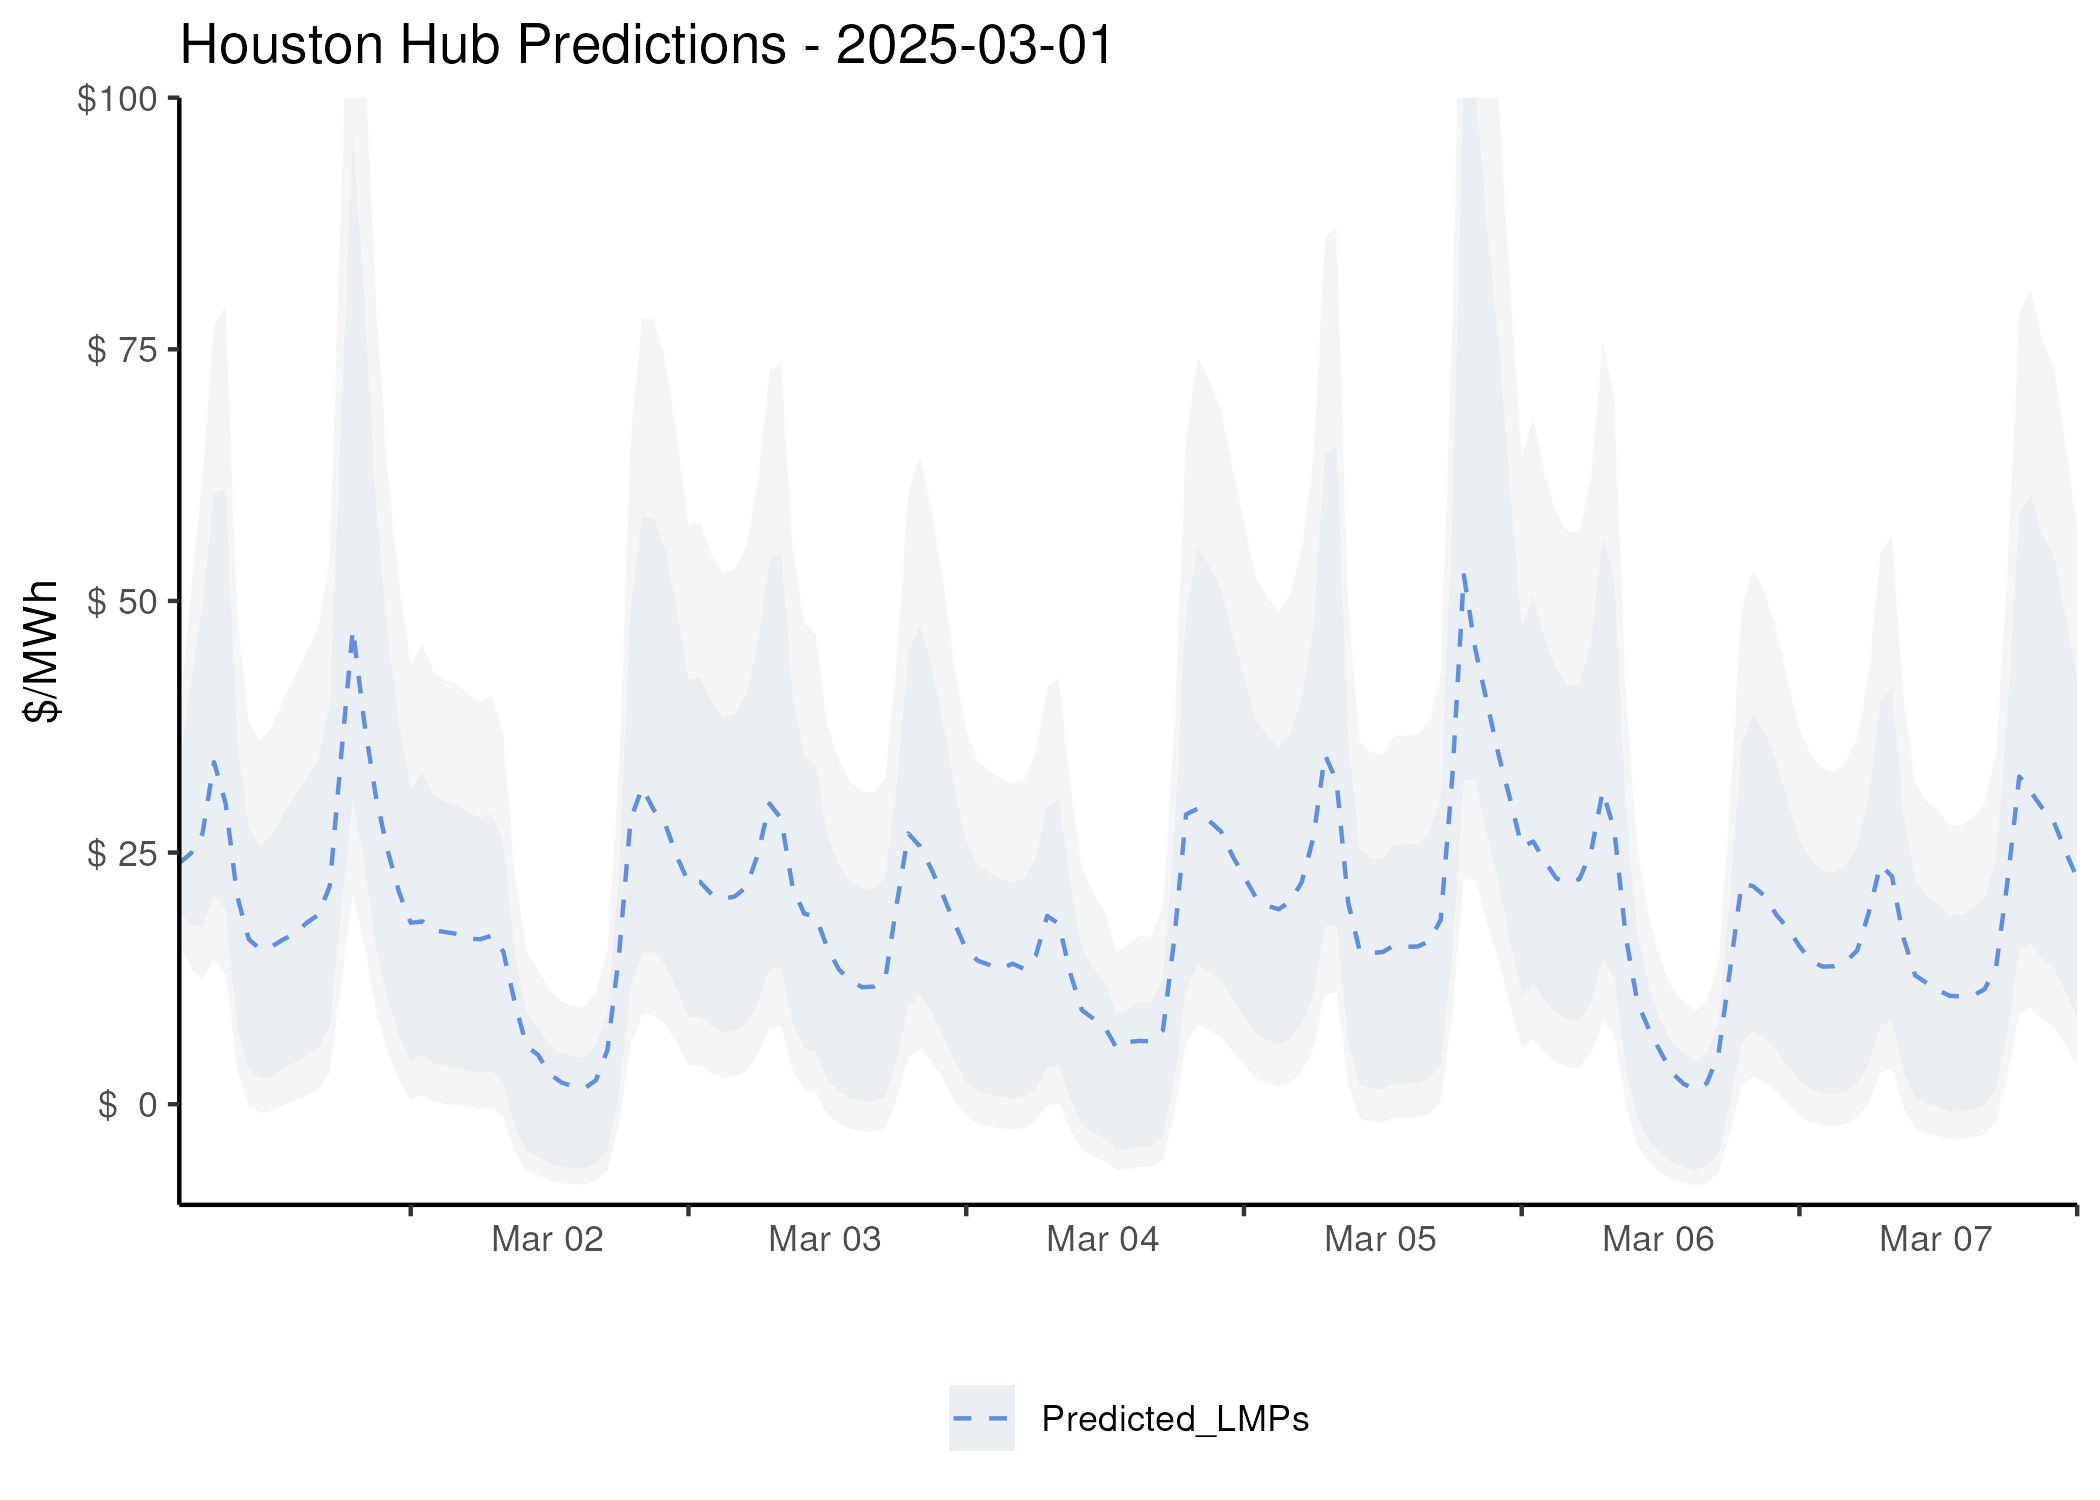 Houston Hub Predictions - 2025-03-01
$100
$ 75
$ 50
$ 25
$ 0
$/MWh
Mar 02 Mar 03 Mar 04 Mar 05 Mar 06 Mar 07
Predicted_LMPs